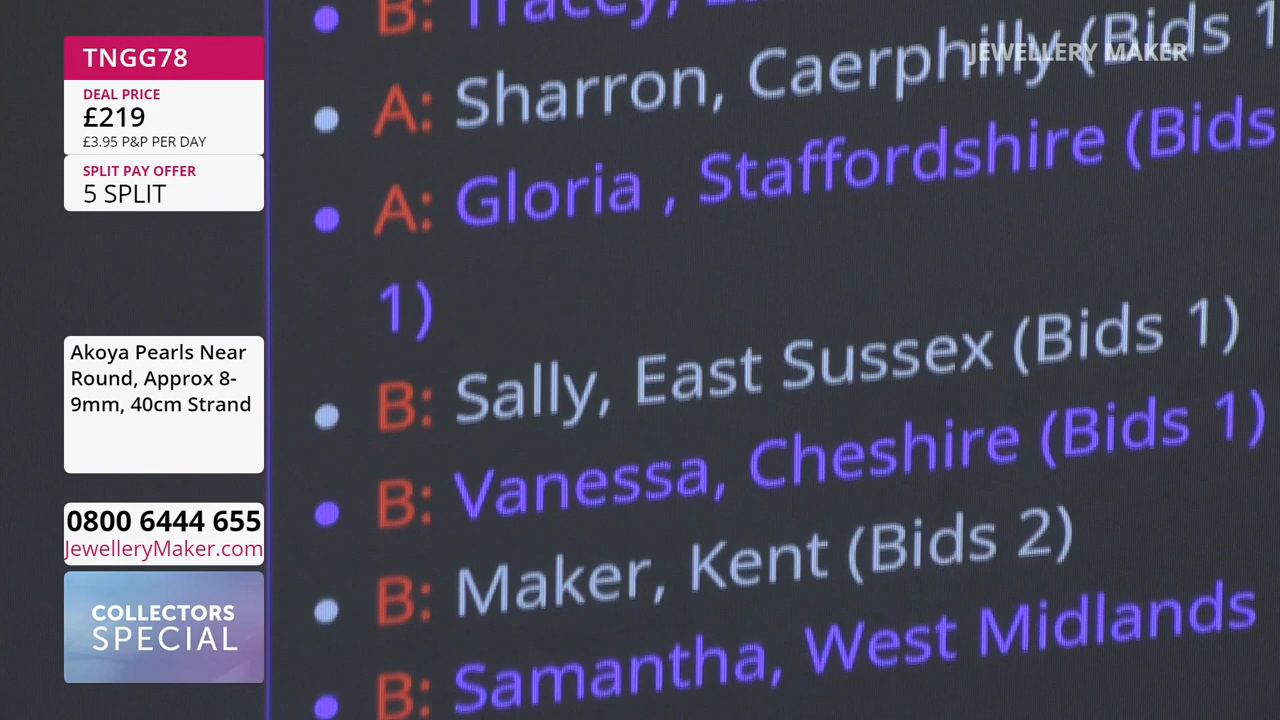 TNGG78
DEAL PRICE
£219
£3.95 P&P PER DAY
SPLIT PAY OFFER
5 SPLIT
Akoya Pearls Near
Round, Approx 8-
9mm, 40cm Strand
0800 6444 655
JewelleryMaker.com
COLLECTORS
SPECIAL
JEWELLERY MAKER
B: Tracey,
A: Sharron, Caerphilly (Bids 1
A: Gloria , Staffordshire (Bids
1)
B: Sally, East Sussex (Bids 1)
B: Vanessa, Cheshire (Bids 1)
B: Maker, Kent (Bids 2)
B: Samantha, West Midlands